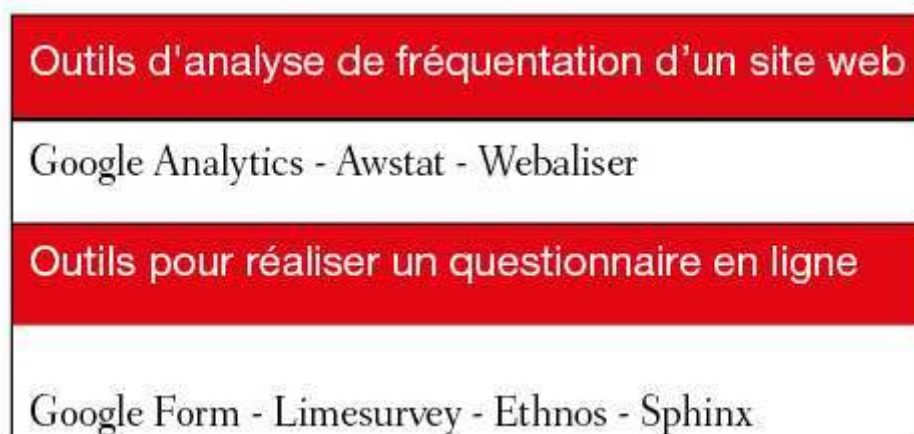 Outils d'analyse de fréquentation d'un site web
Google Analytics - Awstat - Webaliser
Outils pour réaliser un questionnaire en ligne
Google Form - Limesurvey - Ethnos - Sphinx